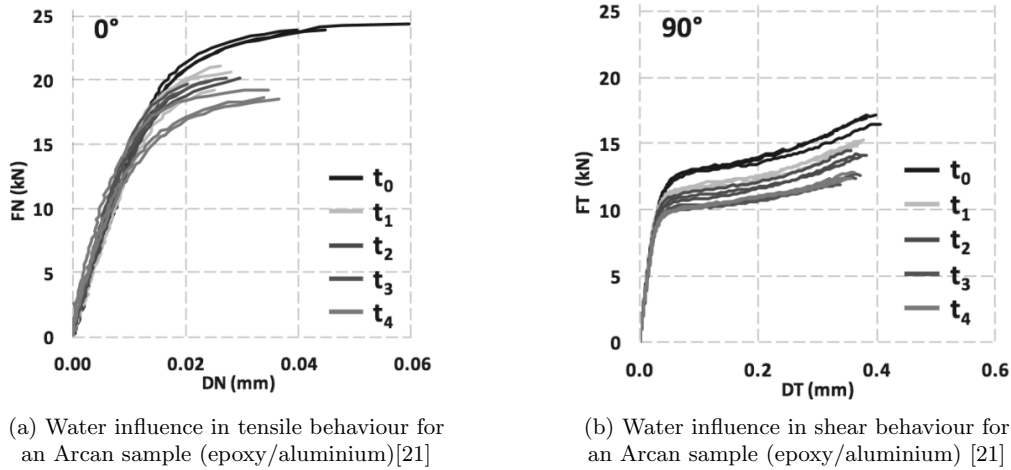 0°
25
20
15
10
5
0
FN (kN)
t0
t1
t2
t3
t4
0.00
0.02
0.04
0.06
DN (mm)
(a) Water influence in tensile behaviour for
an Arcan sample (epoxy/aluminium)[21]
90°
25
20
15
10
5
0
FT (kN)
t0
t1
t2
t3
t4
0.0
0.2
0.4
0.6
DT (mm)
(b) Water influence in shear behaviour for
an Arcan sample (epoxy/aluminium) [21]